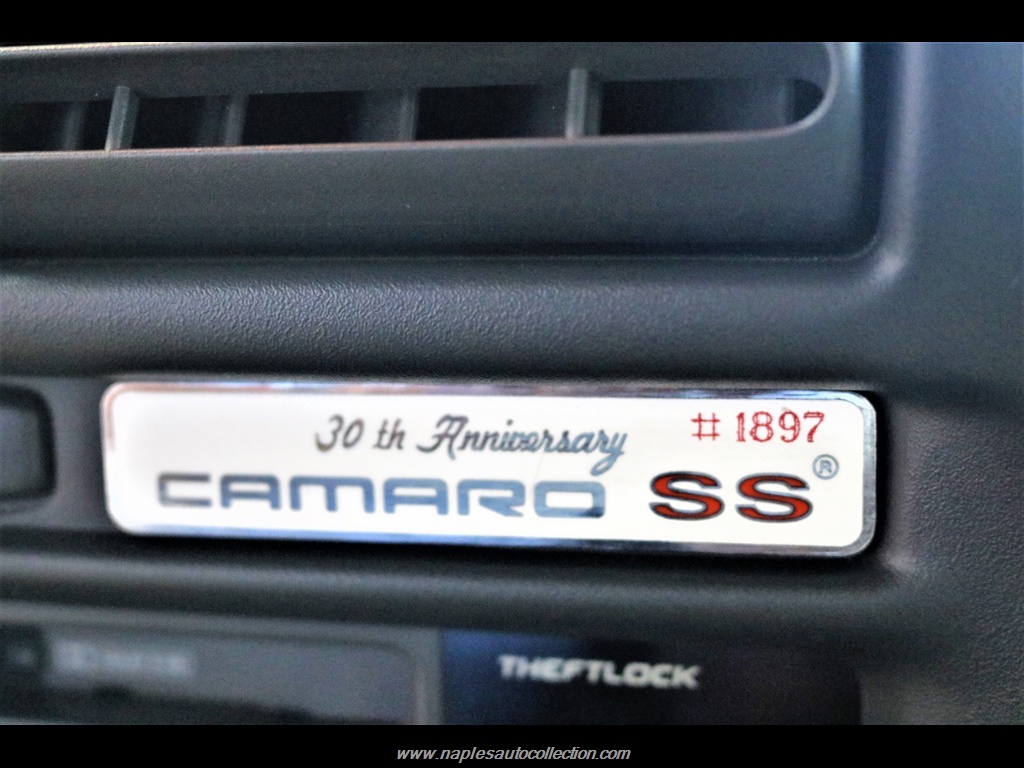 30 th Anniversary # 1897
CAMARO SS®
THEFTLOCK
www.naplesautocollection.com